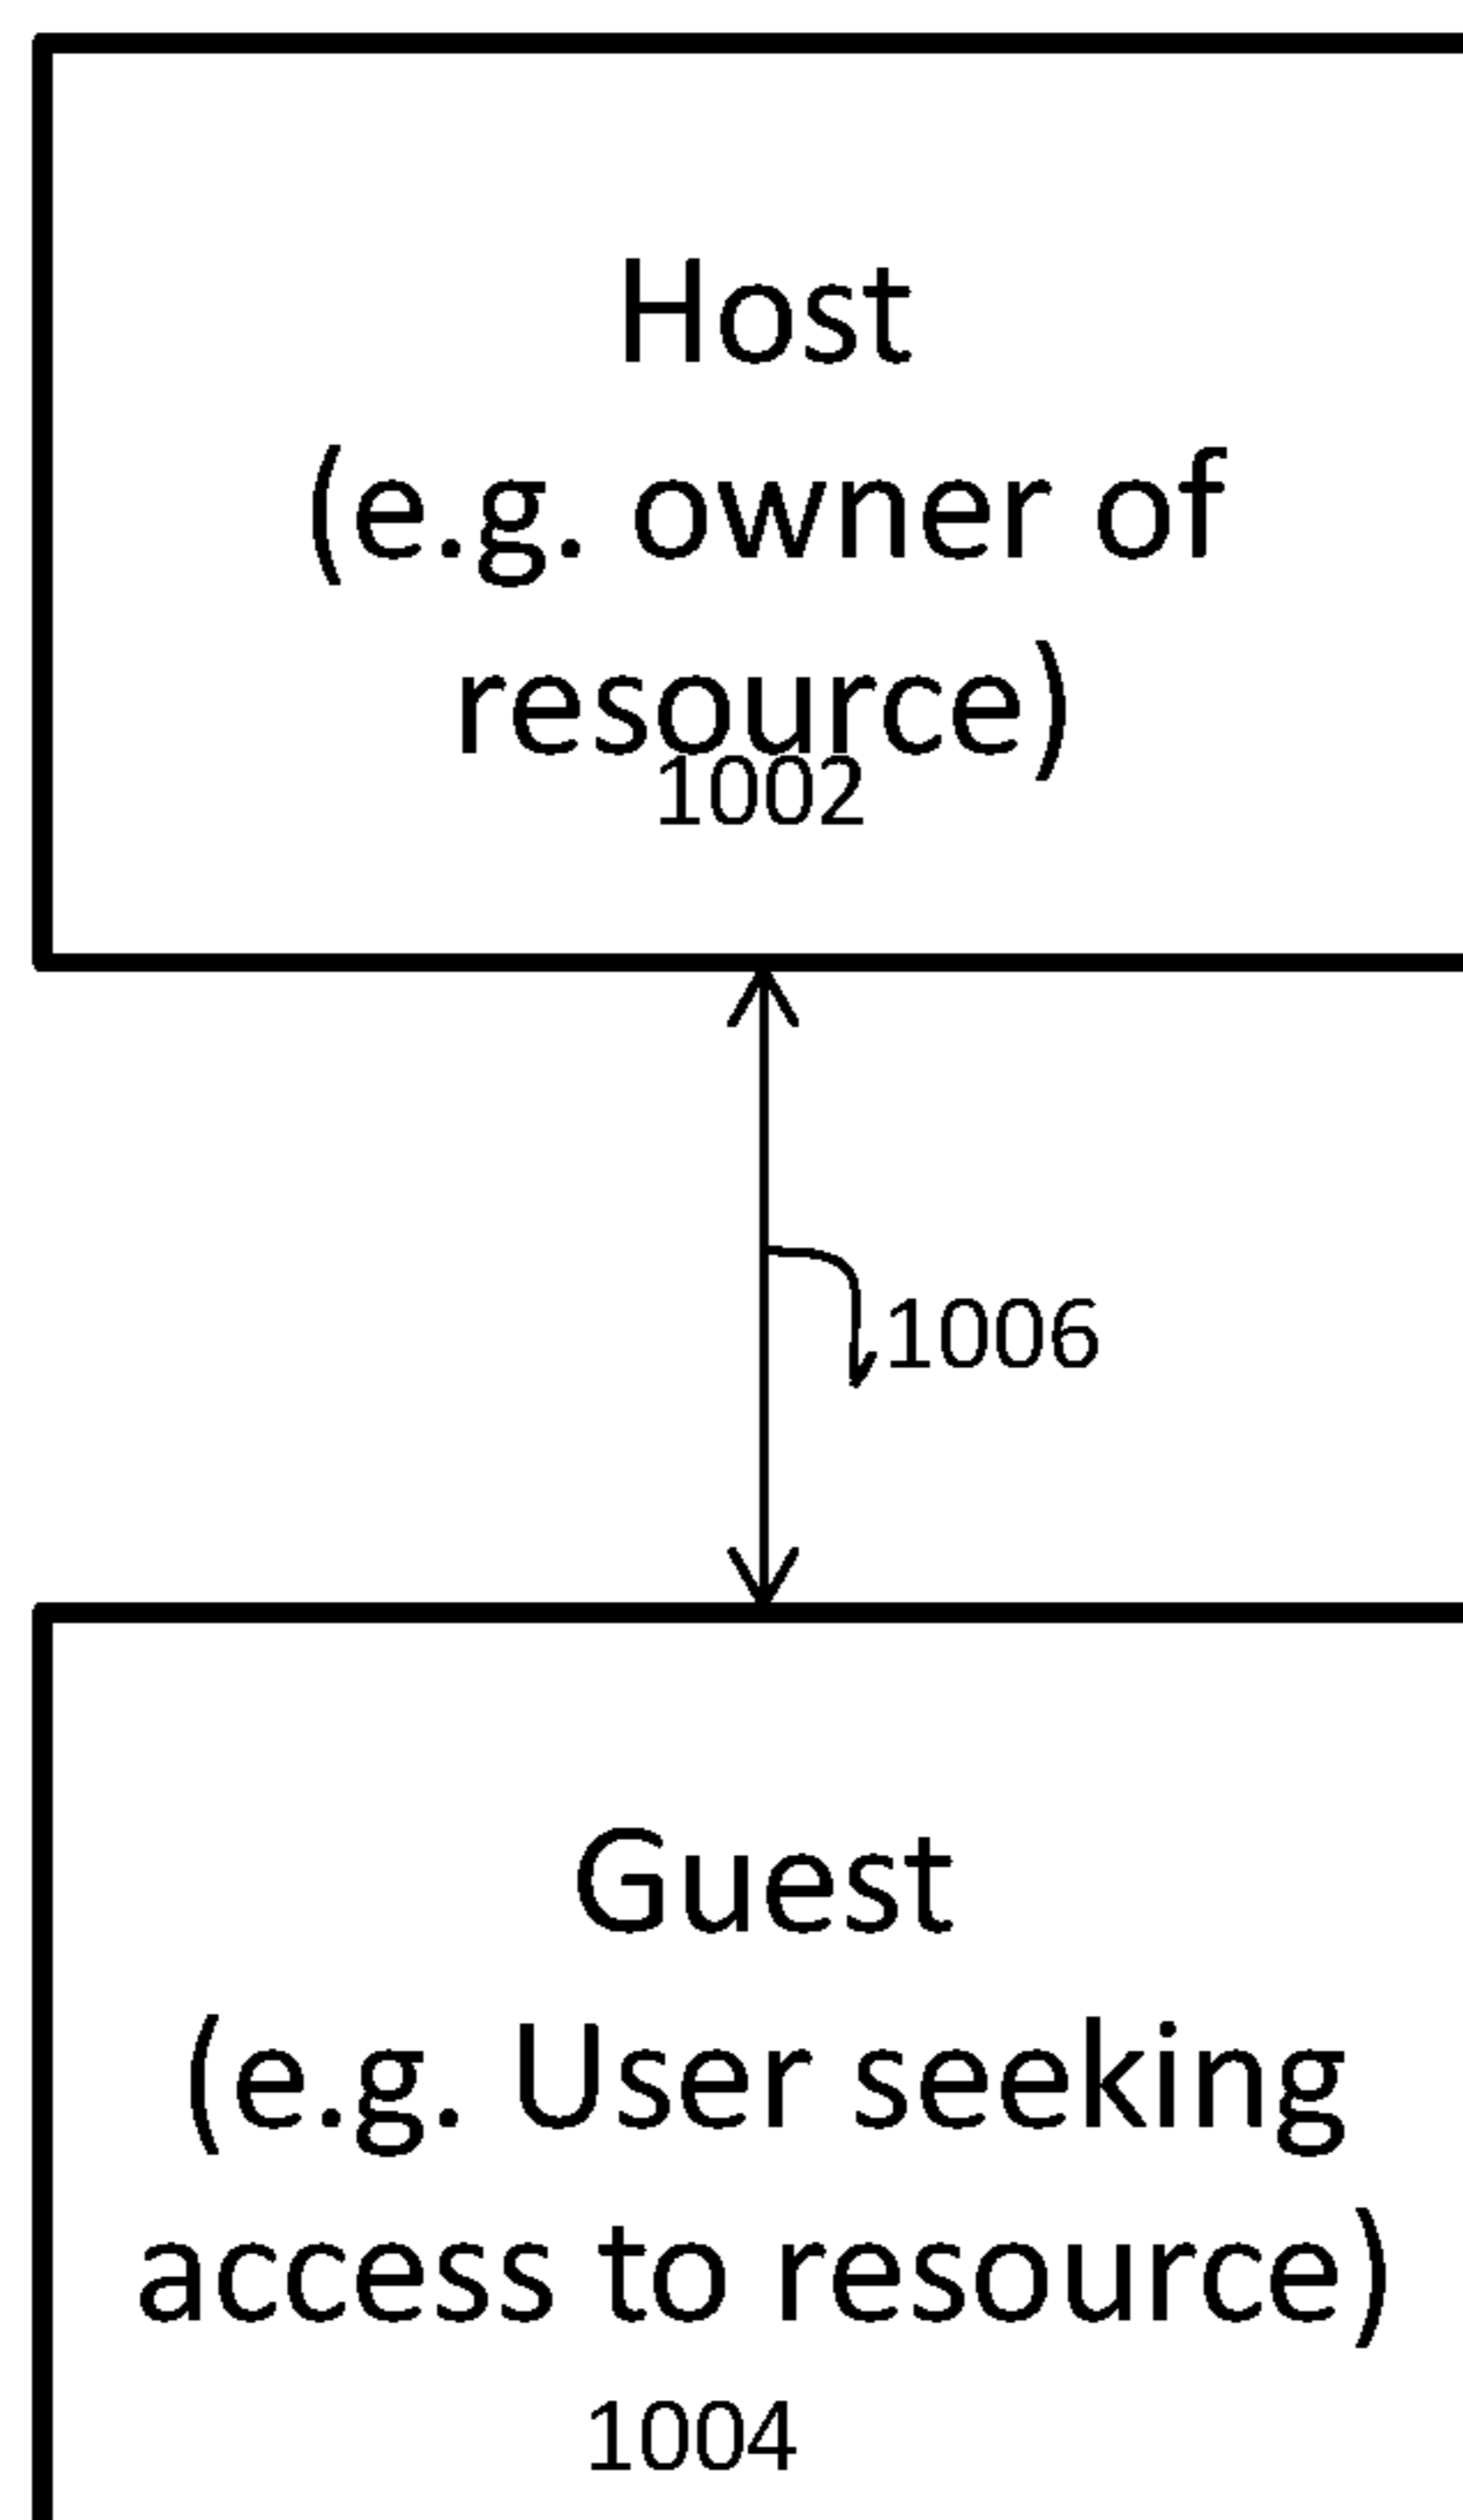 Host
(e.g. owner of
resource)
1002
1006
Guest
(e.g. User seeking
access to resource)
1004